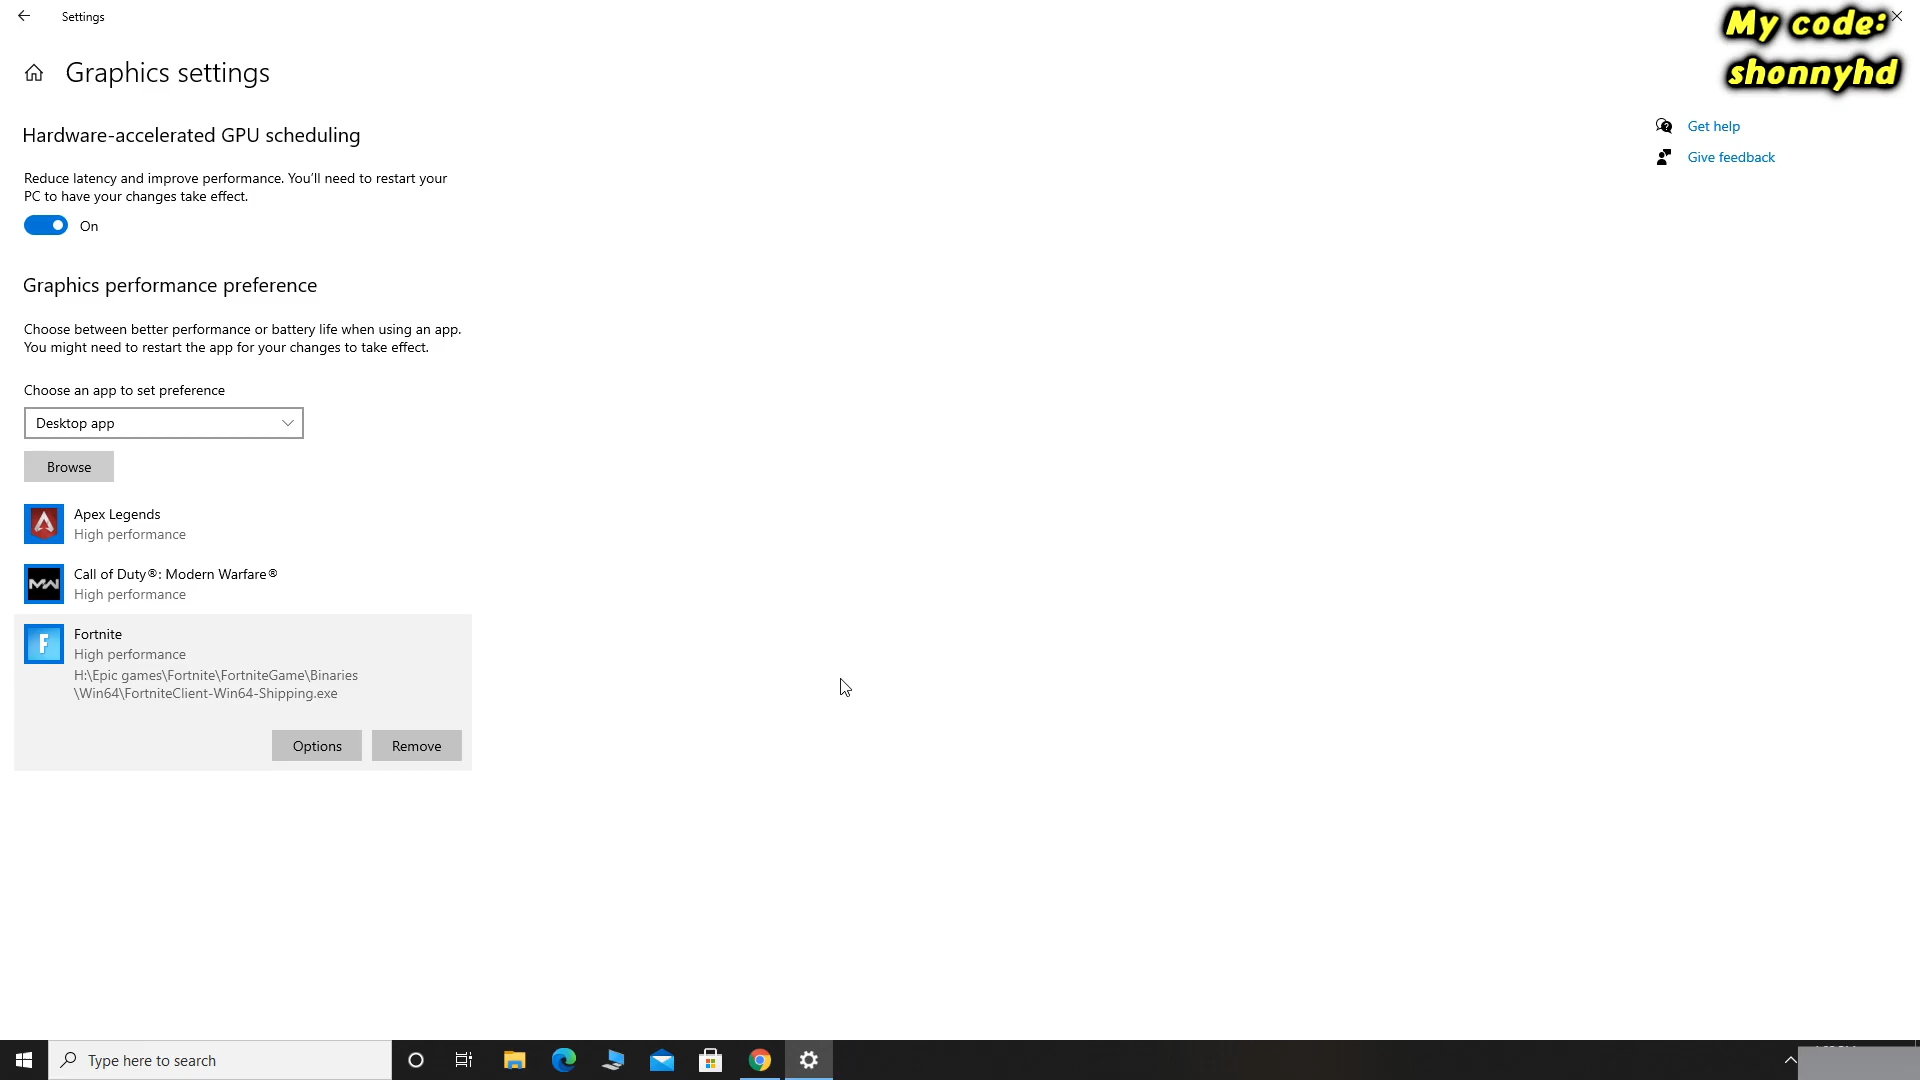 Settings
My code:
shonnyhd
Graphics settings
Get help
Give feedback
Hardware-accelerated GPU scheduling
Reduce latency and improve performance. You'll need to restart your
PC to have your changes take effect.
On
Graphics performance preference
Choose between better performance or battery life when using an app.
You might need to restart the app for your changes to take effect.
Choose an app to set preference
Desktop app
Browse
Apex Legends
High performance
Call of Duty®: Modern Warfare®
High performance
MW
F
Fortnite
High performance
H:\Epic games\Fortnite\FortniteGame\Binaries
\Win64\FortniteClient-Win64-Shipping.exe
Options
Remove
Type here to search